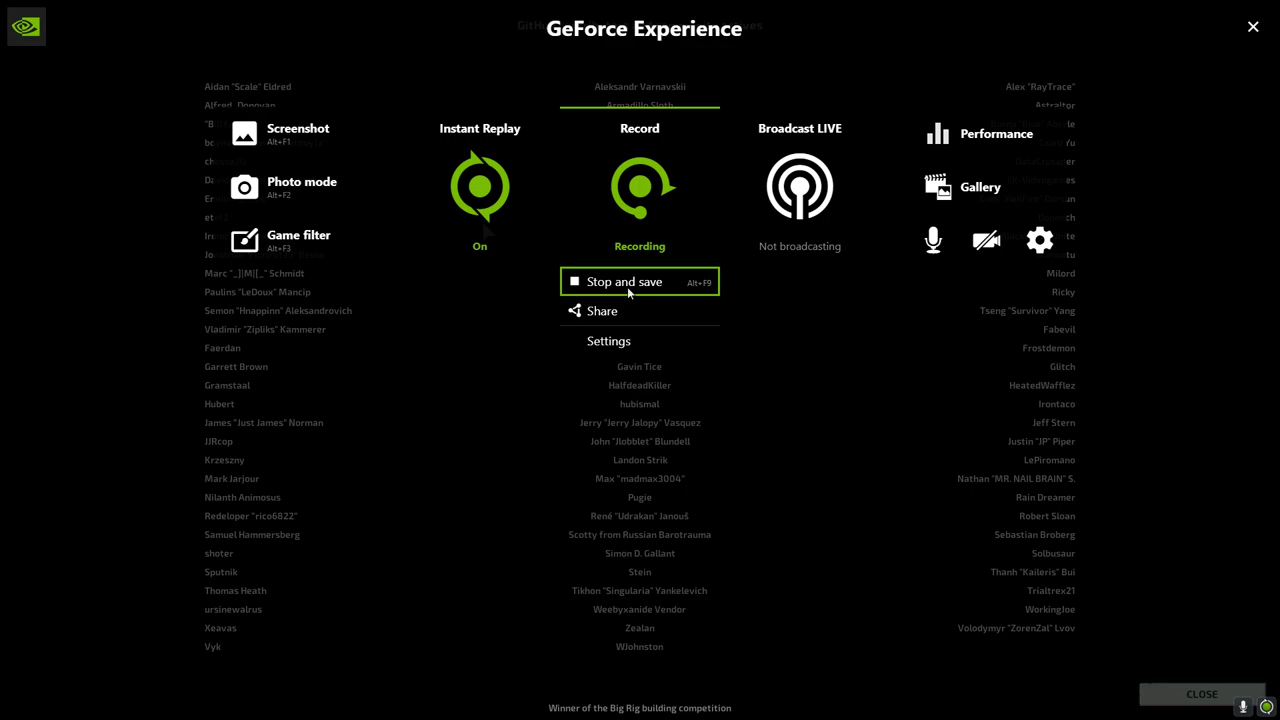 GeForce Experience
Aidan "Scale" Eldred
Aleksandr Varnavskii
Alex "RayTrace"
Alfred Donovan
Armadillo Sloth
Astraltor
Screenshot
Alt+F1
Instant Replay
Record
Broadcast LIVE
Performance
Photo mode
Alt+F2
Gallery
Game filter
Alt+F3
On
Recording
Not broadcasting
Marc "_]|M|[_" Schmidt
Stop and save
Alt+F9
Milord
Paulins "LeDoux" Mancip
Ricky
Semon "Hnappinn" Aleksandrovich
Share
Tseng "Survivor" Yang
Vladimir "Zipliks" Kammerer
Fabevil
Settings
Faerdan
Frostdemon
Garrett Brown
Gavin Tice
Glitch
Gramstaal
HalfdeadKiller
HeatedWafflez
Hubert
hubismal
Irontaco
James "Just James" Norman
Jerry "Jerry Jalopy" Vasquez
Jeff Stern
JJRcop
John "Jlobblet" Blundell
Justin "JP" Piper
Krzeszny
Landon Strik
LePiromano
Mark Jarjour
Max "madmax3004"
Nathan "MR. NAIL BRAIN" S.
Nilanth Animosus
Pugie
Rain Dreamer
Redeloper "rico6822"
René "Udrakan" Janouš
Robert Sloan
Samuel Hammersberg
Scotty from Russian Barotrauma
Sebastian Broberg
shoter
Simon D. Gallant
Solbusaur
Sputnik
Stein
Thanh "Kaileris" Bui
Thomas Heath
Tikhon "Singularia" Yankelevich
Trialtrex21
ursinewalrus
Weebyxanide Vendor
WorkingJoe
Xeavas
Zealan
Volodymyr "ZorenZal" Lvov
Vyk
WJohnston
CLOSE
Winner of the Big Rig building competition